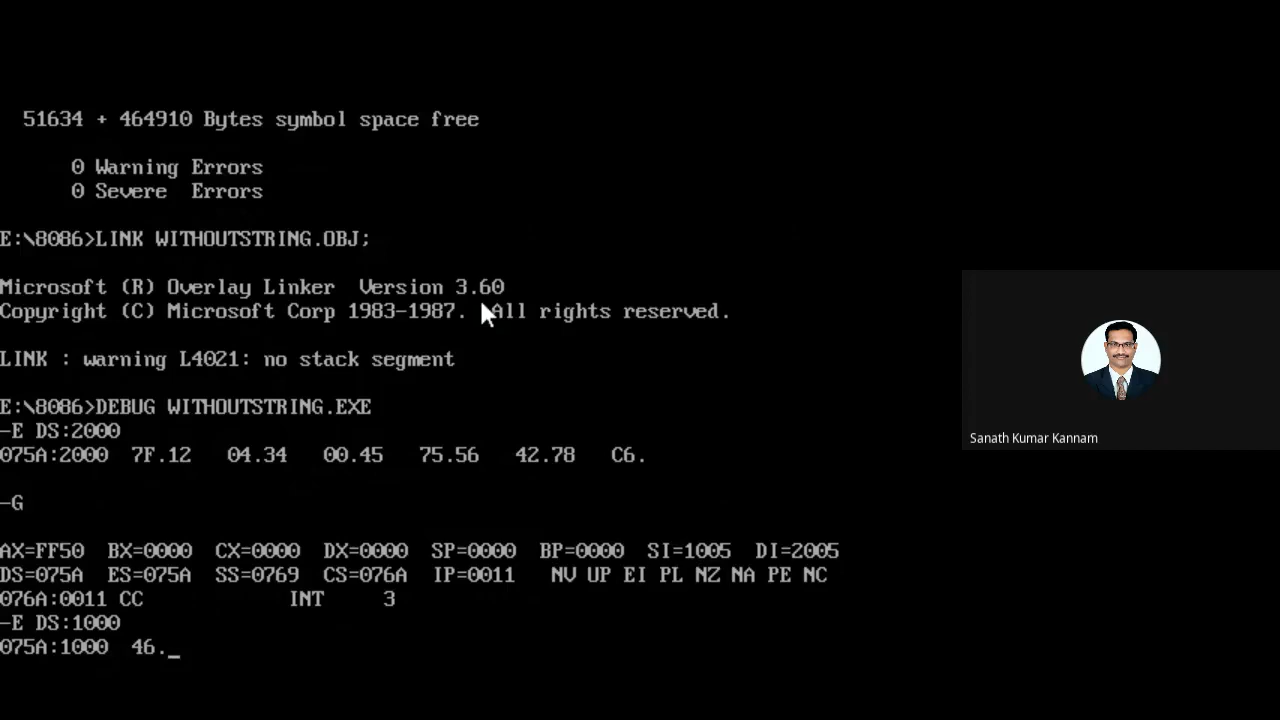 51634 + 464910 Bytes symbol space free
0 Warning Errors
0 Severe  Errors
E:\8086>LINK WITHOUTSTRING.OBJ;
Microsoft (R) Overlay Linker  Version 3.60
Copyright (C) Microsoft Corp 1983-1987.  All rights reserved.
LINK : warning L4021: no stack segment
E:\8086>DEBUG WITHOUTSTRING.EXE
-E DS:2000
075A:2000  7F.12   04.34   00.45   75.56   42.78   C6.
-G
AX=FF50  BX=0000  CX=0000  DX=0000  SP=0000  BP=0000  SI=1005  DI=2005
DS=075A  ES=075A  SS=0769  CS=076A  IP=0011   NV UP EI PL NZ NA PE NC
076A:0011 CC            INT     3
-E DS:1000
075A:1000  46._
Sanath Kumar Kannam